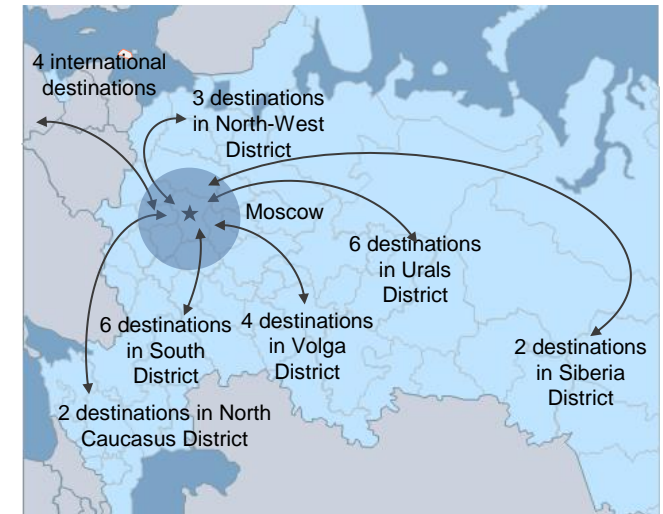 4 international
destinations
3 destinations
in North-West
District
Moscow
6 destinations
in Urals
District
6 destinations
in South
District
4 destinations
in Volga
District
2 destinations
in Siberia
District
2 destinations in North
Caucasus District